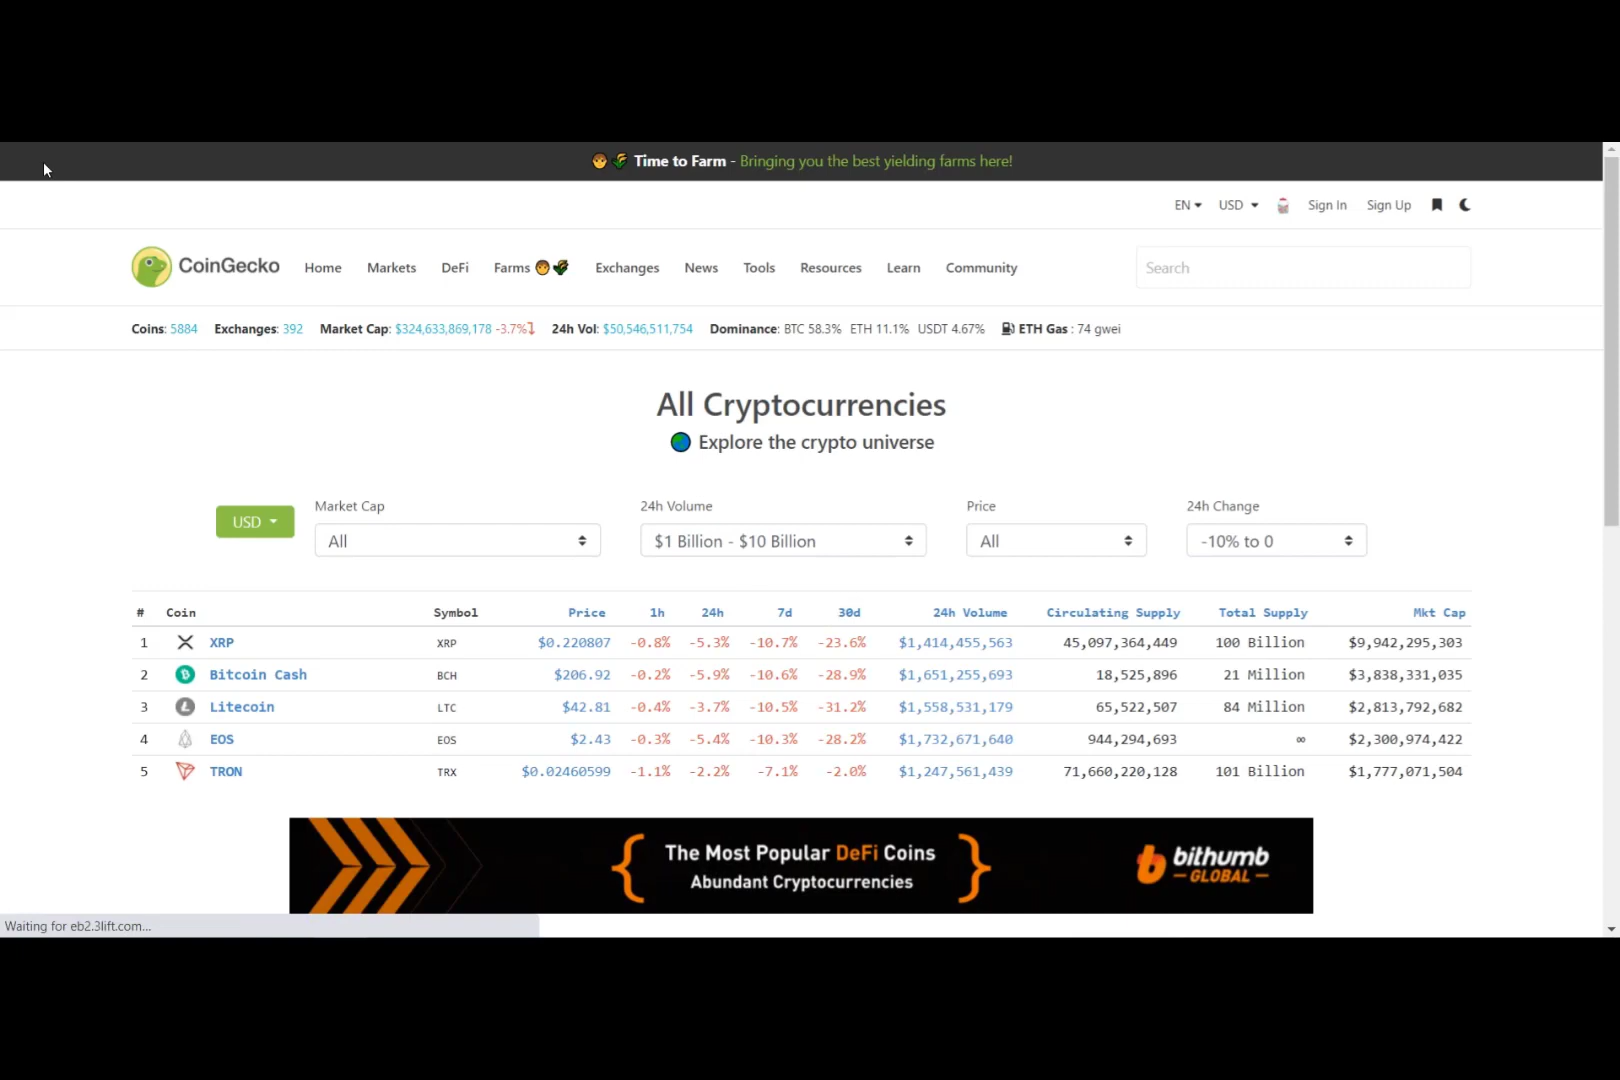 Time to Farm - Bringing you the best yielding farms here!
EN USD Sign In Sign Up
CoinGecko Home Markets DeFi Farms Exchanges News Tools Resources Learn Community Search
Coins: 5884 Exchanges: 392 Market Cap: $324,633,869,178 -3.7% 24h Vol: $50,546,511,754 Dominance: BTC 58.3% ETH 11.1% USDT 4.67% ETH Gas : 74 gwei
All Cryptocurrencies
Explore the crypto universe
Market Cap 24h Volume Price 24h Change
USD All $1 Billion - $10 Billion All -10% to 0
# Coin Symbol Price 1h 24h 7d 30d 24h Volume Circulating Supply Total Supply Mkt Cap
1 XRP XRP $0.220807 -0.8% -5.3% -10.7% -23.6% $1,414,455,563 45,097,364,449 100 Billion $9,942,295,303
2 Bitcoin Cash BCH $206.92 -0.2% -5.9% -10.6% -28.9% $1,651,255,693 18,525,896 21 Million $3,838,331,035
3 Litecoin LTC $42.81 -0.4% -3.7% -10.5% -31.2% $1,558,531,179 65,522,507 84 Million $2,813,792,682
4 EOS EOS $2.43 -0.3% -5.4% -10.3% -28.2% $1,732,671,640 944,294,693 ∞ $2,300,974,422
5 TRON TRX $0.02460599 -1.1% -2.2% -7.1% -2.0% $1,247,561,439 71,660,220,128 101 Billion $1,777,071,504
The Most Popular DeFi Coins
Abundant Cryptocurrencies
bithumb
GLOBAL
Waiting for eb2.3lift.com...